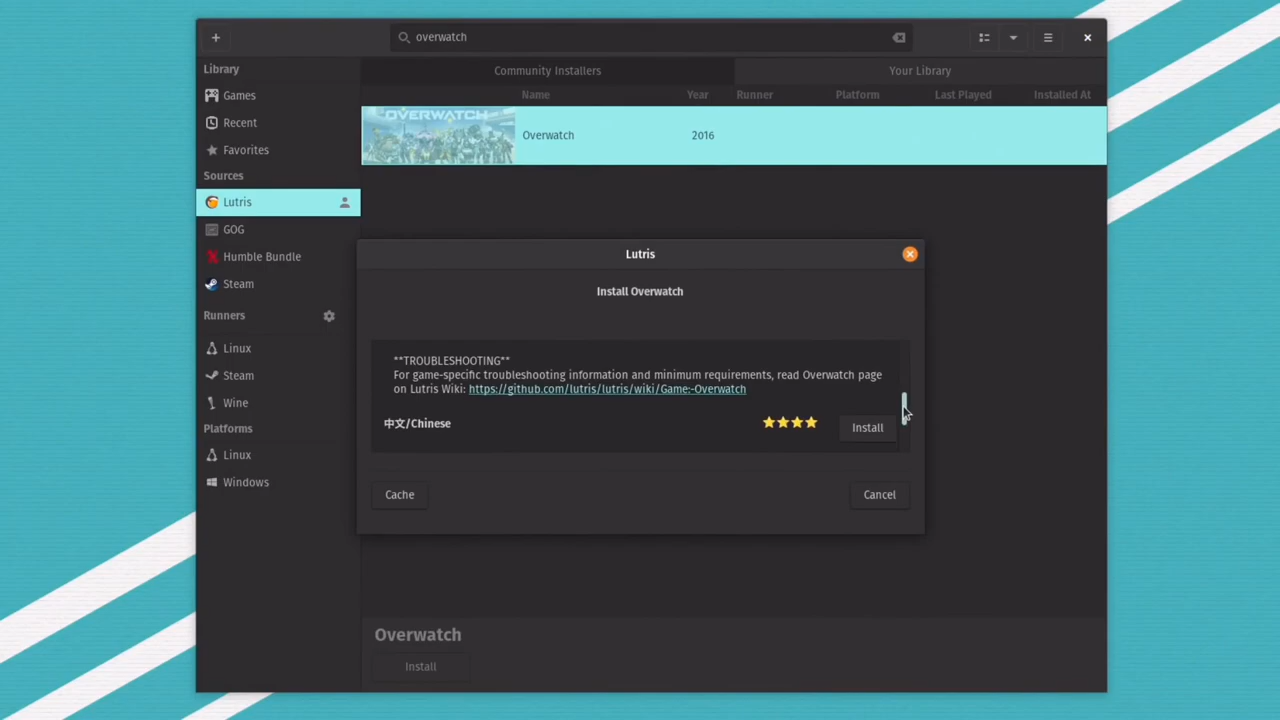 overwatch
Library
Games
Recent
Favorites
Sources
Lutris
GOG
Humble Bundle
Steam
Runners
Linux
Steam
Wine
Platforms
Linux
Windows
Community Installers
Your Library
Name Year Runner Platform Last Played Installed At
OVERWATCH
Overwatch 2016
Lutris
Install Overwatch
**TROUBLESHOOTING**
For game-specific troubleshooting information and minimum requirements, read Overwatch page
on Lutris Wiki: https://github.com/lutris/lutris/wiki/Game:-Overwatch
中文/Chinese
Install
Cache
Cancel
Overwatch
Install